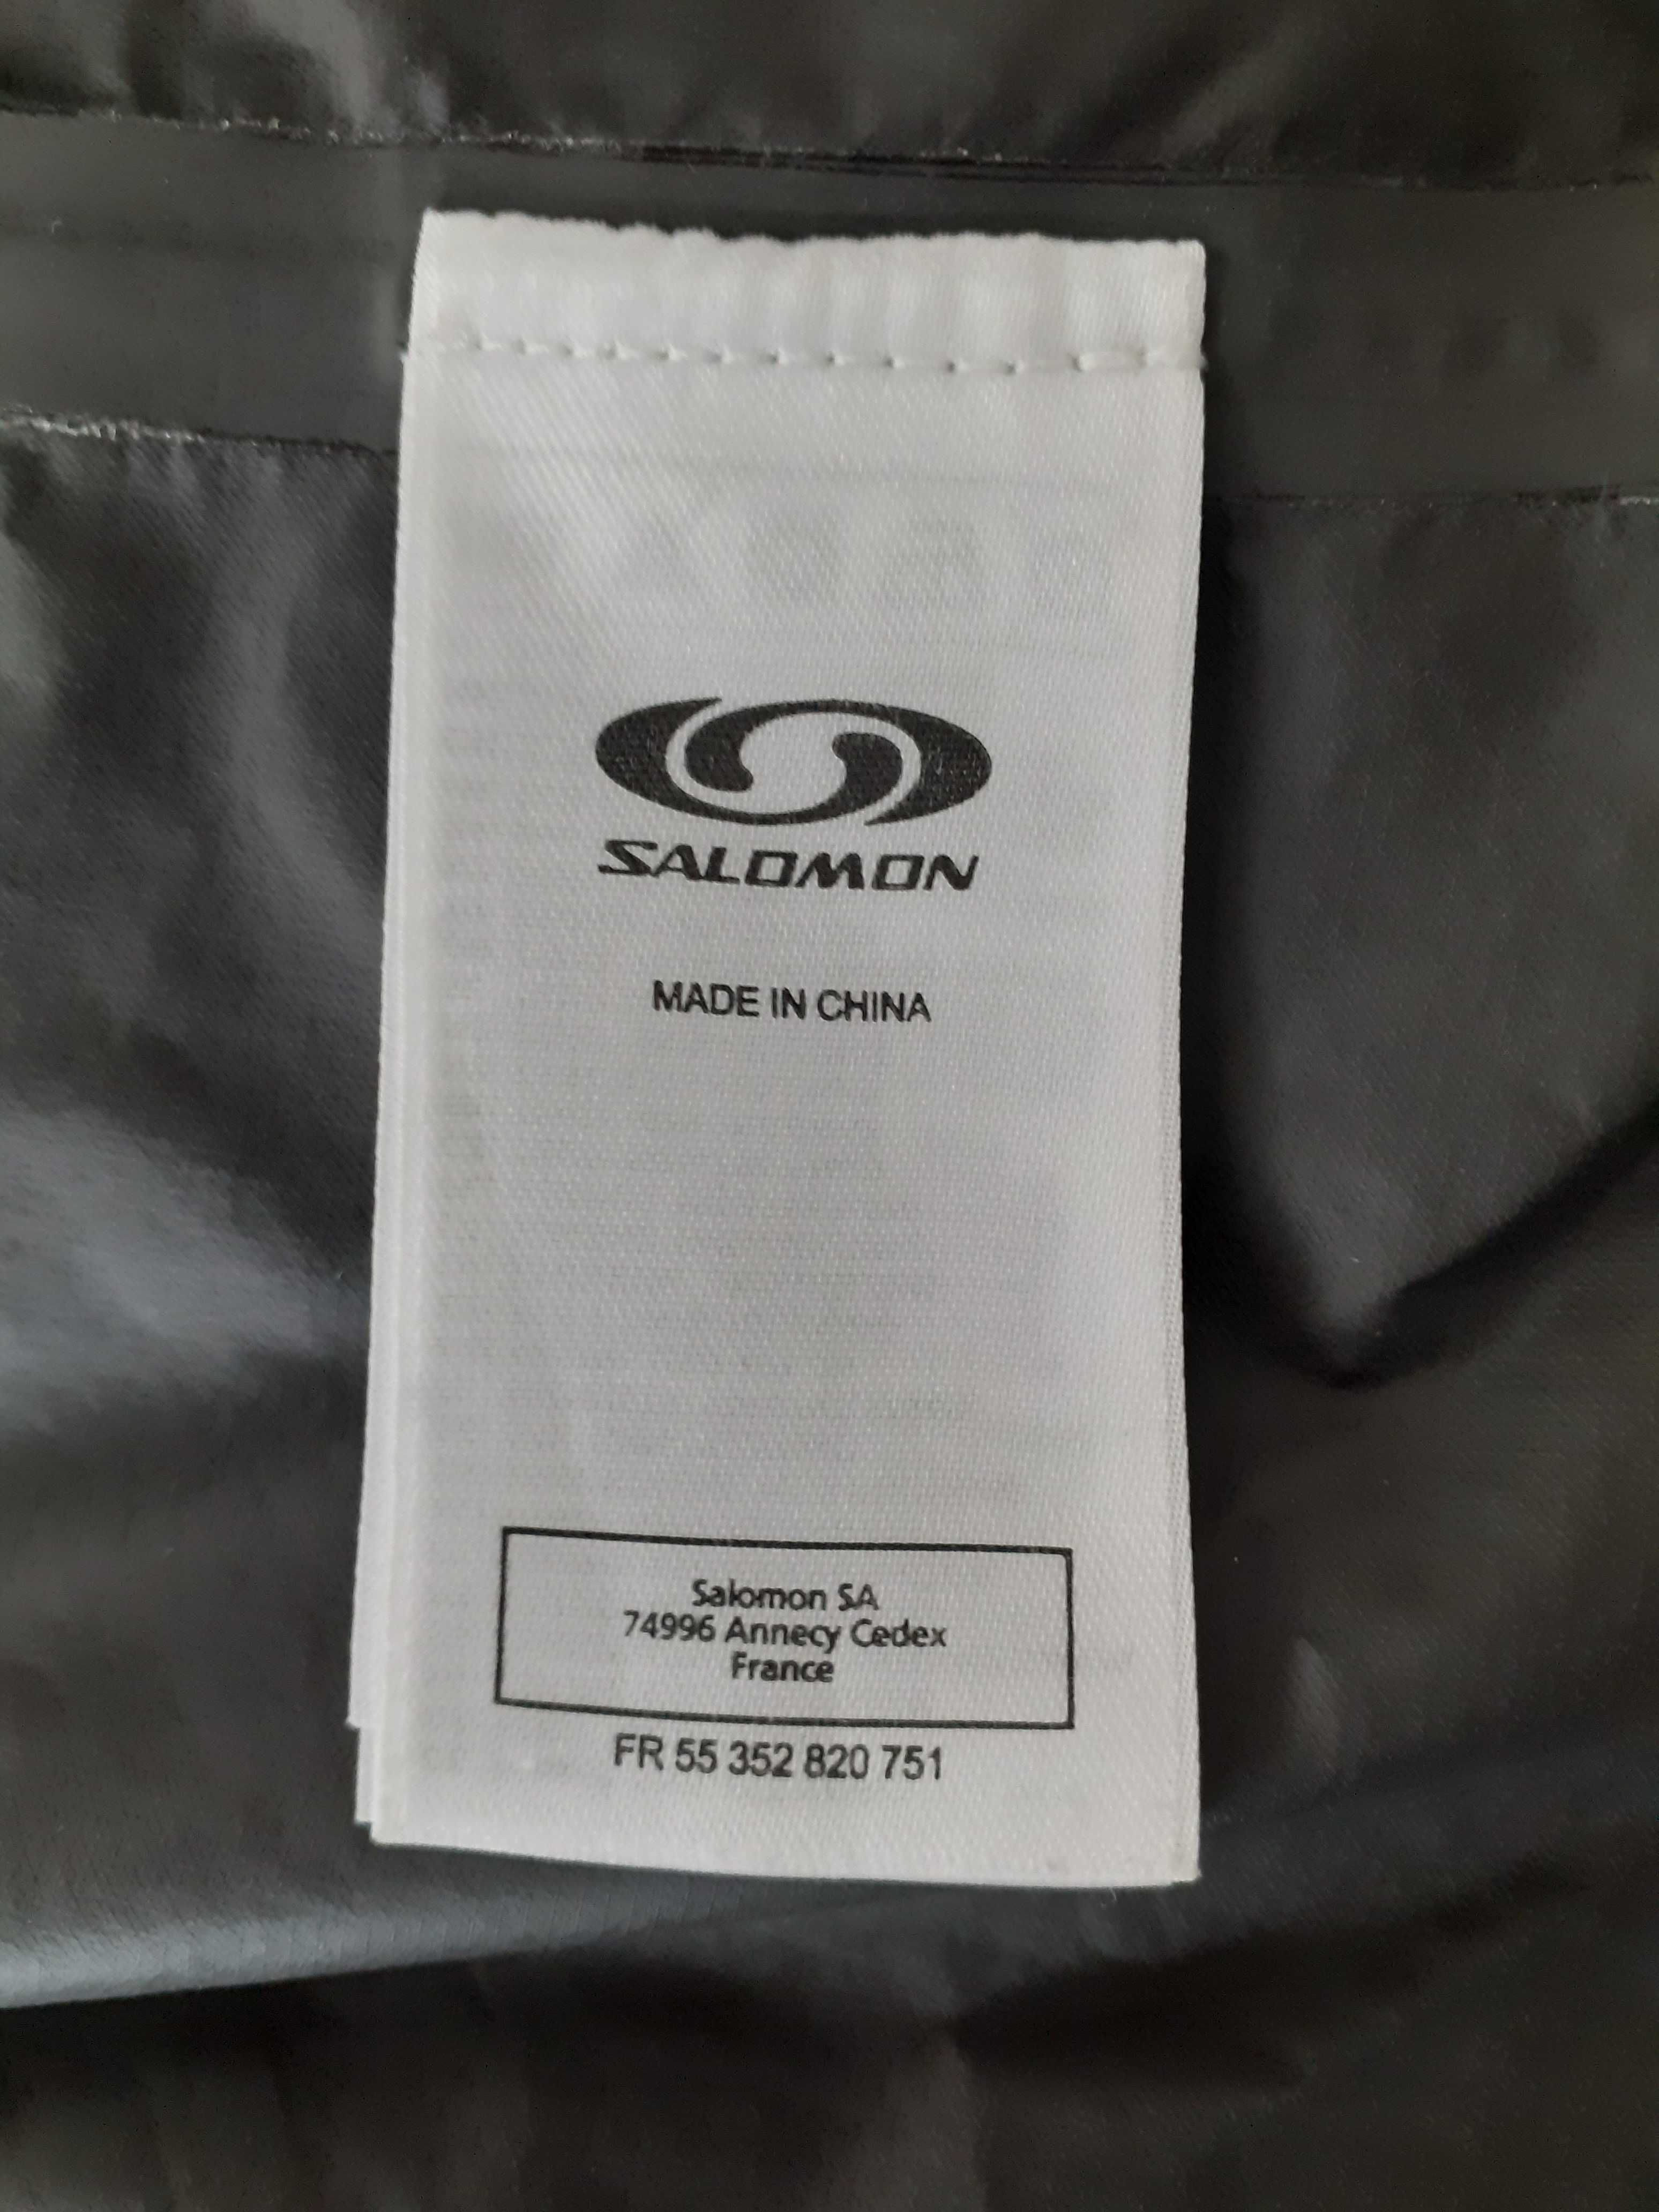 SALOMON
MADE IN CHINA
Salomon SA
74996 Annecy Cedex
France
FR 55 352 820 751